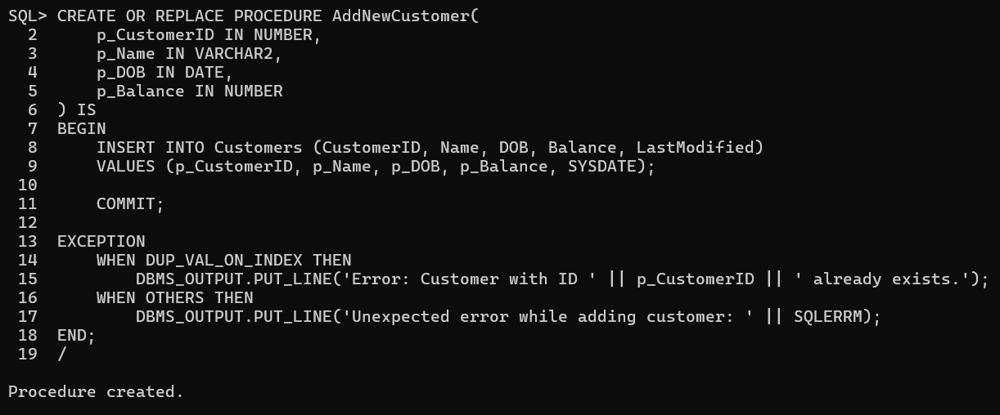 SQL> CREATE OR REPLACE PROCEDURE AddNewCustomer(
  2      p_CustomerID IN NUMBER,
  3      p_Name IN VARCHAR2,
  4      p_DOB IN DATE,
  5      p_Balance IN NUMBER
  6  ) IS
  7  BEGIN
  8      INSERT INTO Customers (CustomerID, Name, DOB, Balance, LastModified)
  9      VALUES (p_CustomerID, p_Name, p_DOB, p_Balance, SYSDATE);
 10
 11      COMMIT;
 12
 13  EXCEPTION
 14      WHEN DUP_VAL_ON_INDEX THEN
 15          DBMS_OUTPUT.PUT_LINE('Error: Customer with ID ' || p_CustomerID || ' already exists.');
 16      WHEN OTHERS THEN
 17          DBMS_OUTPUT.PUT_LINE('Unexpected error while adding customer: ' || SQLERRM);
 18  END;
 19  /

Procedure created.